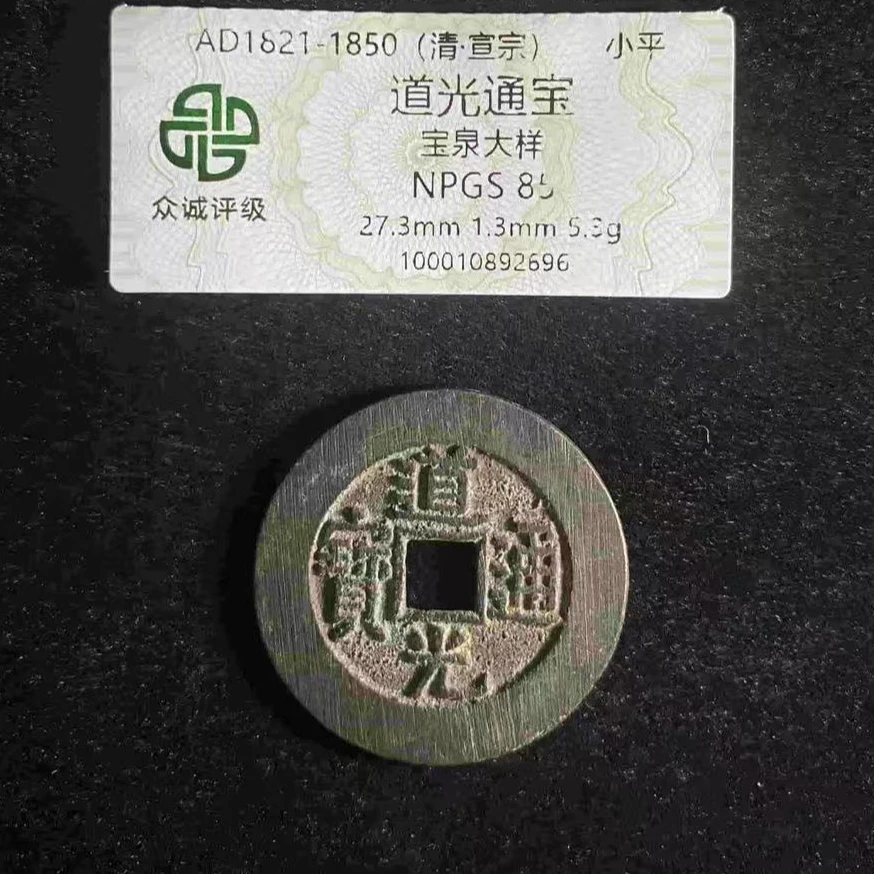 AD1821-1850（清·宣宗） 小平
道光通宝
宝泉大样
NPGS 85
众诚评级
27.3mm 1.3mm 5.3g
100010892696
道
寶 通
光